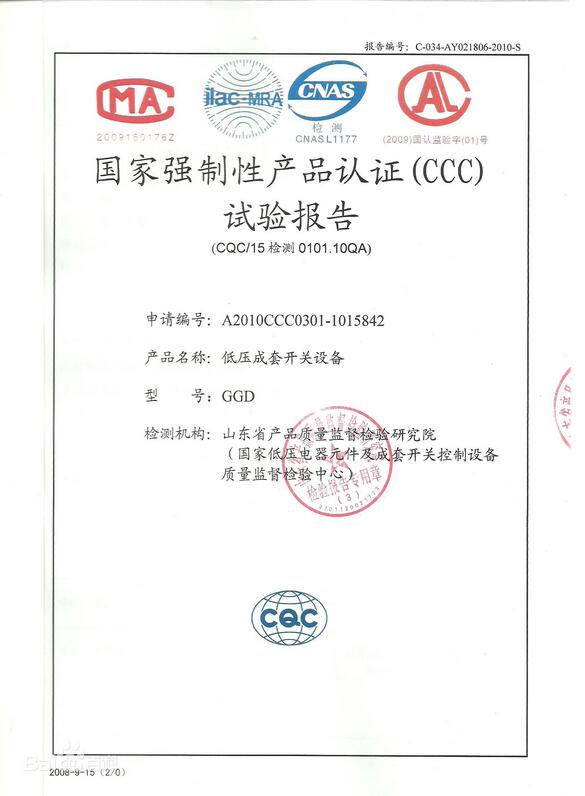 报告编号: C-034-AY021806-2010-S
CMA
ilac-MRA
CNAS
CAL
2009150176Z
检 测
CNAS L1177
(2009)国认监验字(01)号
国家强制性产品认证(CCC)
试验报告
(CQC/15 检测 0101.10QA)
申请编号: A2010CCC0301-1015842
产品名称: 低压成套开关设备
型 号: GGD
检测机构: 山东省产品质量监督检验研究院
(国家低压电器元件及成套开关控制设备
质量监督检验中心)
检验报告专用章
(3)
CQC
Bai百科
2008-9-15 (2/0)